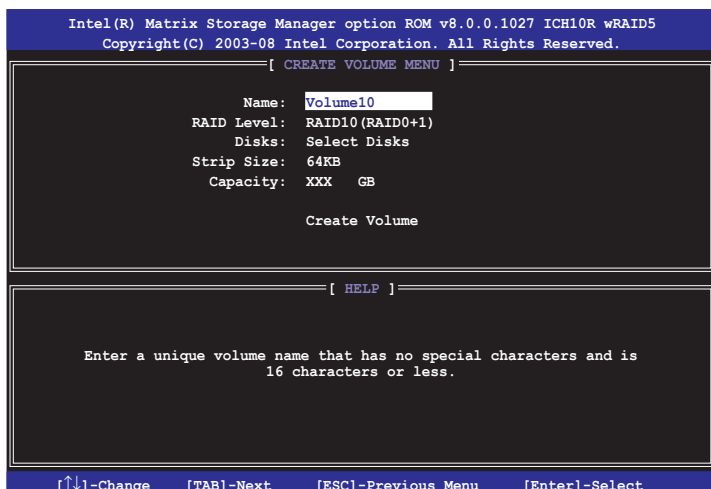 Intel(R) Matrix Storage Manager option ROM v8.0.0.1027 ICH10R wRAID5
Copyright(C) 2003-08 Intel Corporation. All Rights Reserved.
[ CREATE VOLUME MENU ]
Name: Volume10
RAID Level: RAID10(RAID0+1)
Disks: Select Disks
Strip Size: 64KB
Capacity: XXX GB
Create Volume
[ HELP ]
Enter a unique volume name that has no special characters and is
16 characters or less.
[↑↓]-Change [TAB]-Next [ESC]-Previous Menu [Enter]-Select